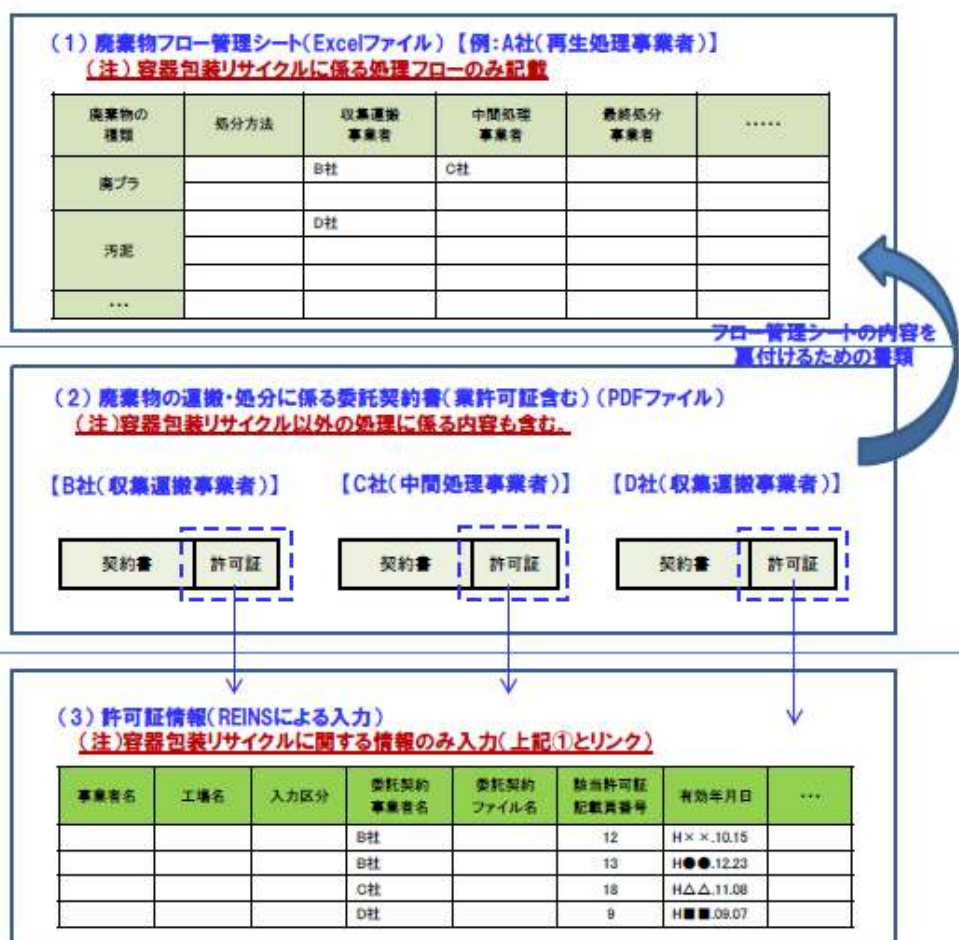 （1）廃棄物フロー管理シート（Excelファイル）【例：A社（再生処理事業者）】
（注）容器包装リサイクルに係る処理フローのみ記載
廃棄物の
種類
処分方法
収集運搬
事業者
中間処理
事業者
最終処分
事業者
‥‥‥
廃プラ
B社
C社
汚泥
D社
･･･
フロー管理シートの内容を
裏付けるための書類
（2）廃棄物の運搬・処分に係る委託契約書（業許可証含む）（PDFファイル）
（注）容器包装リサイクル以外の処理に係る内容も含む。
【B社（収集運搬事業者）】
【C社（中間処理事業者）】
【D社（収集運搬事業者）】
契約書 許可証
契約書 許可証
契約書 許可証
（3）許可証情報（REINSによる入力）
（注）容器包装リサイクルに関する情報のみ入力（上記①とリンク）
事業者名
工場名
入力区分
委託契約
事業者名
委託契約
ファイル名
該当許可証
記載頁番号
有効年月日
･･･
B社 12 H××.10.15
B社 13 H●●.12.23
C社 18 H△△.11.08
D社 9 H■■.09.07